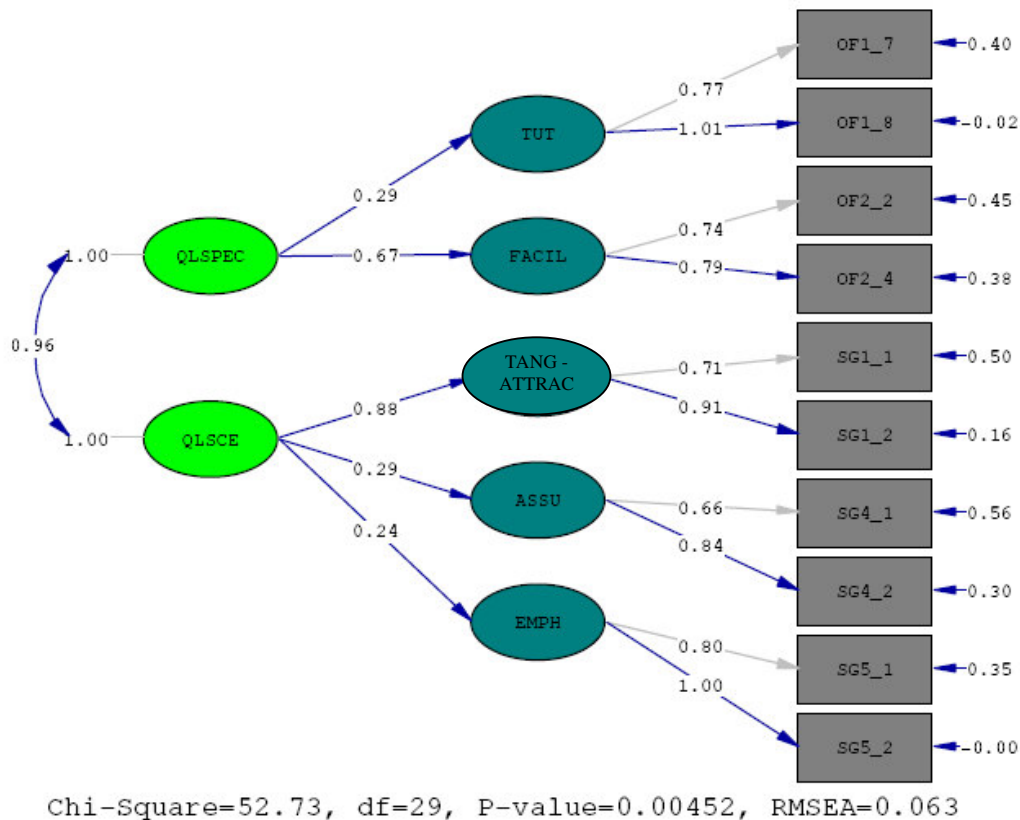 OF1_7
0.40
0.77
TUT
1.01
OF1_8
-0.02
0.29
OF2_2
0.45
0.74
1.00
QLSPEC
0.67
FACIL
0.79
OF2_4
0.38
0.96
TANG -
ATTRAC
0.71
SG1_1
0.50
0.88
0.91
1.00
QLSCE
SG1_2
0.16
0.29
ASSU
0.66
SG4_1
0.56
0.24
0.84
SG4_2
0.30
EMPH
0.80
SG5_1
0.35
1.00
SG5_2
-0.00
Chi-Square=52.73, df=29, P-value=0.00452, RMSEA=0.063